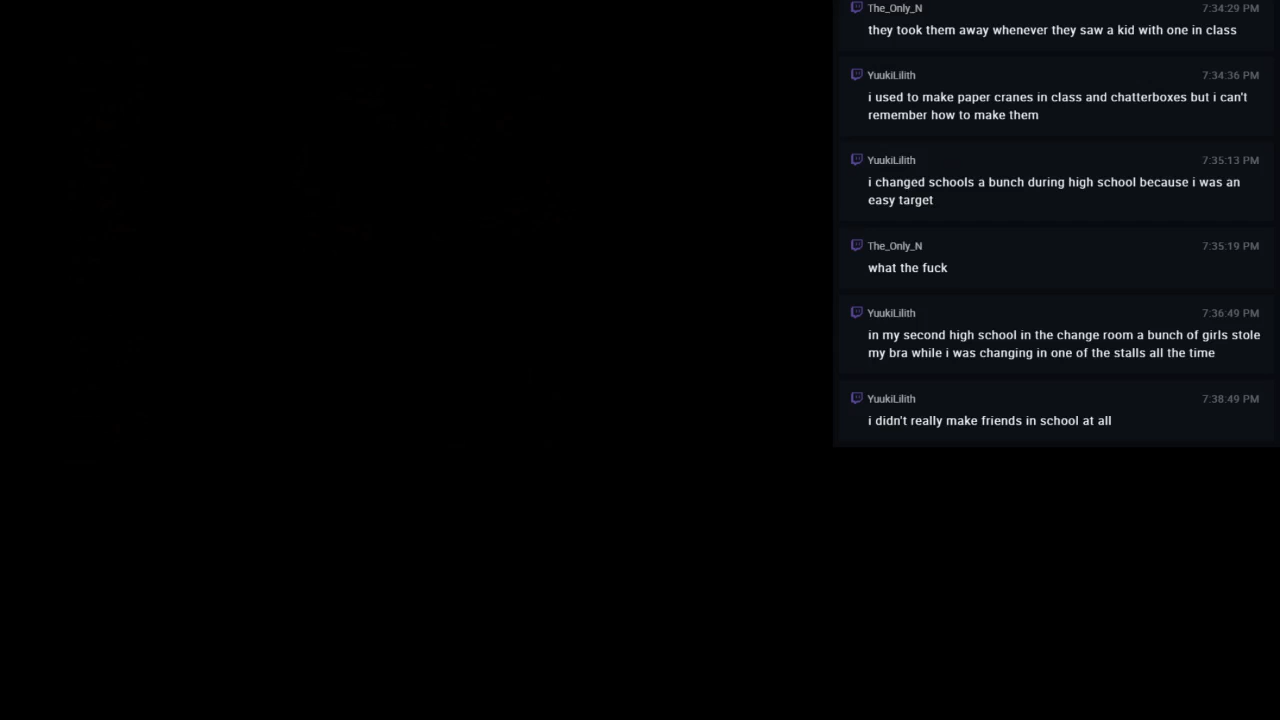 The_Only_N 7:34:29 PM
they took them away whenever they saw a kid with one in class
YuukiLilith 7:34:36 PM
i used to make paper cranes in class and chatterboxes but i can't
remember how to make them
YuukiLilith 7:35:13 PM
i changed schools a bunch during high school because i was an
easy target
The_Only_N 7:35:19 PM
what the fuck
YuukiLilith 7:36:49 PM
in my second high school in the change room a bunch of girls stole
my bra while i was changing in one of the stalls all the time
YuukiLilith 7:38:49 PM
i didn't really make friends in school at all